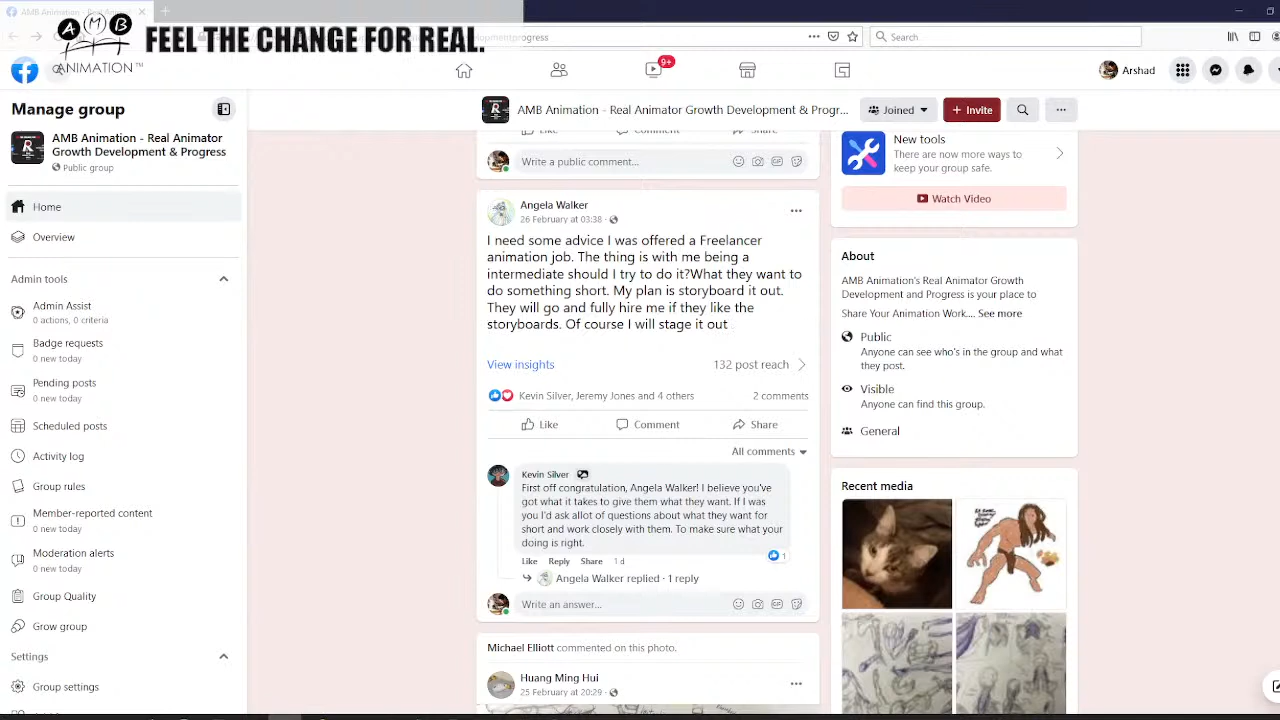 AMB Animation - Real Anima
AMB
ANIMATION™
FEEL THE CHANGE FOR REAL.
opmentprogress
Search
9+
Arshad
Manage group
AMB Animation - Real Animator
Growth Development & Progress
Public group
Home
Overview
Admin tools
Admin Assist
0 actions, 0 criteria
Badge requests
0 new today
Pending posts
0 new today
Scheduled posts
Activity log
Group rules
Member-reported content
0 new today
Moderation alerts
0 new today
Group Quality
Grow group
Settings
Group settings
AMB Animation - Real Animator Growth Development & Progr...
Joined
Invite
Like Comment Share
Write a public comment...
Angela Walker
26 February at 03:38
I need some advice I was offered a Freelancer
animation job. The thing is with me being a
intermediate should I try to do it?What they want to
do something short. My plan is storyboard it out.
They will go and fully hire me if they like the
storyboards. Of course I will stage it out
View insights
132 post reach
Kevin Silver, Jeremy Jones and 4 others
2 comments
Like Comment Share
All comments
Kevin Silver
First off congratulation, Angela Walker! I believe you've
got what it takes to give them what they want. If I was
you I'd ask allot of questions about what they want for
short and work closely with them. To make sure what your
doing is right.
1
Like Reply Share 1 d
Angela Walker replied · 1 reply
Write an answer...
Michael Elliott commented on this photo.
Huang Ming Hui
25 February at 20:29
New tools
There are now more ways to
keep your group safe.
Watch Video
About
AMB Animation's Real Animator Growth
Development and Progress is your place to
Share Your Animation Work.... See more
Public
Anyone can see who's in the group and what
they post.
Visible
Anyone can find this group.
General
Recent media